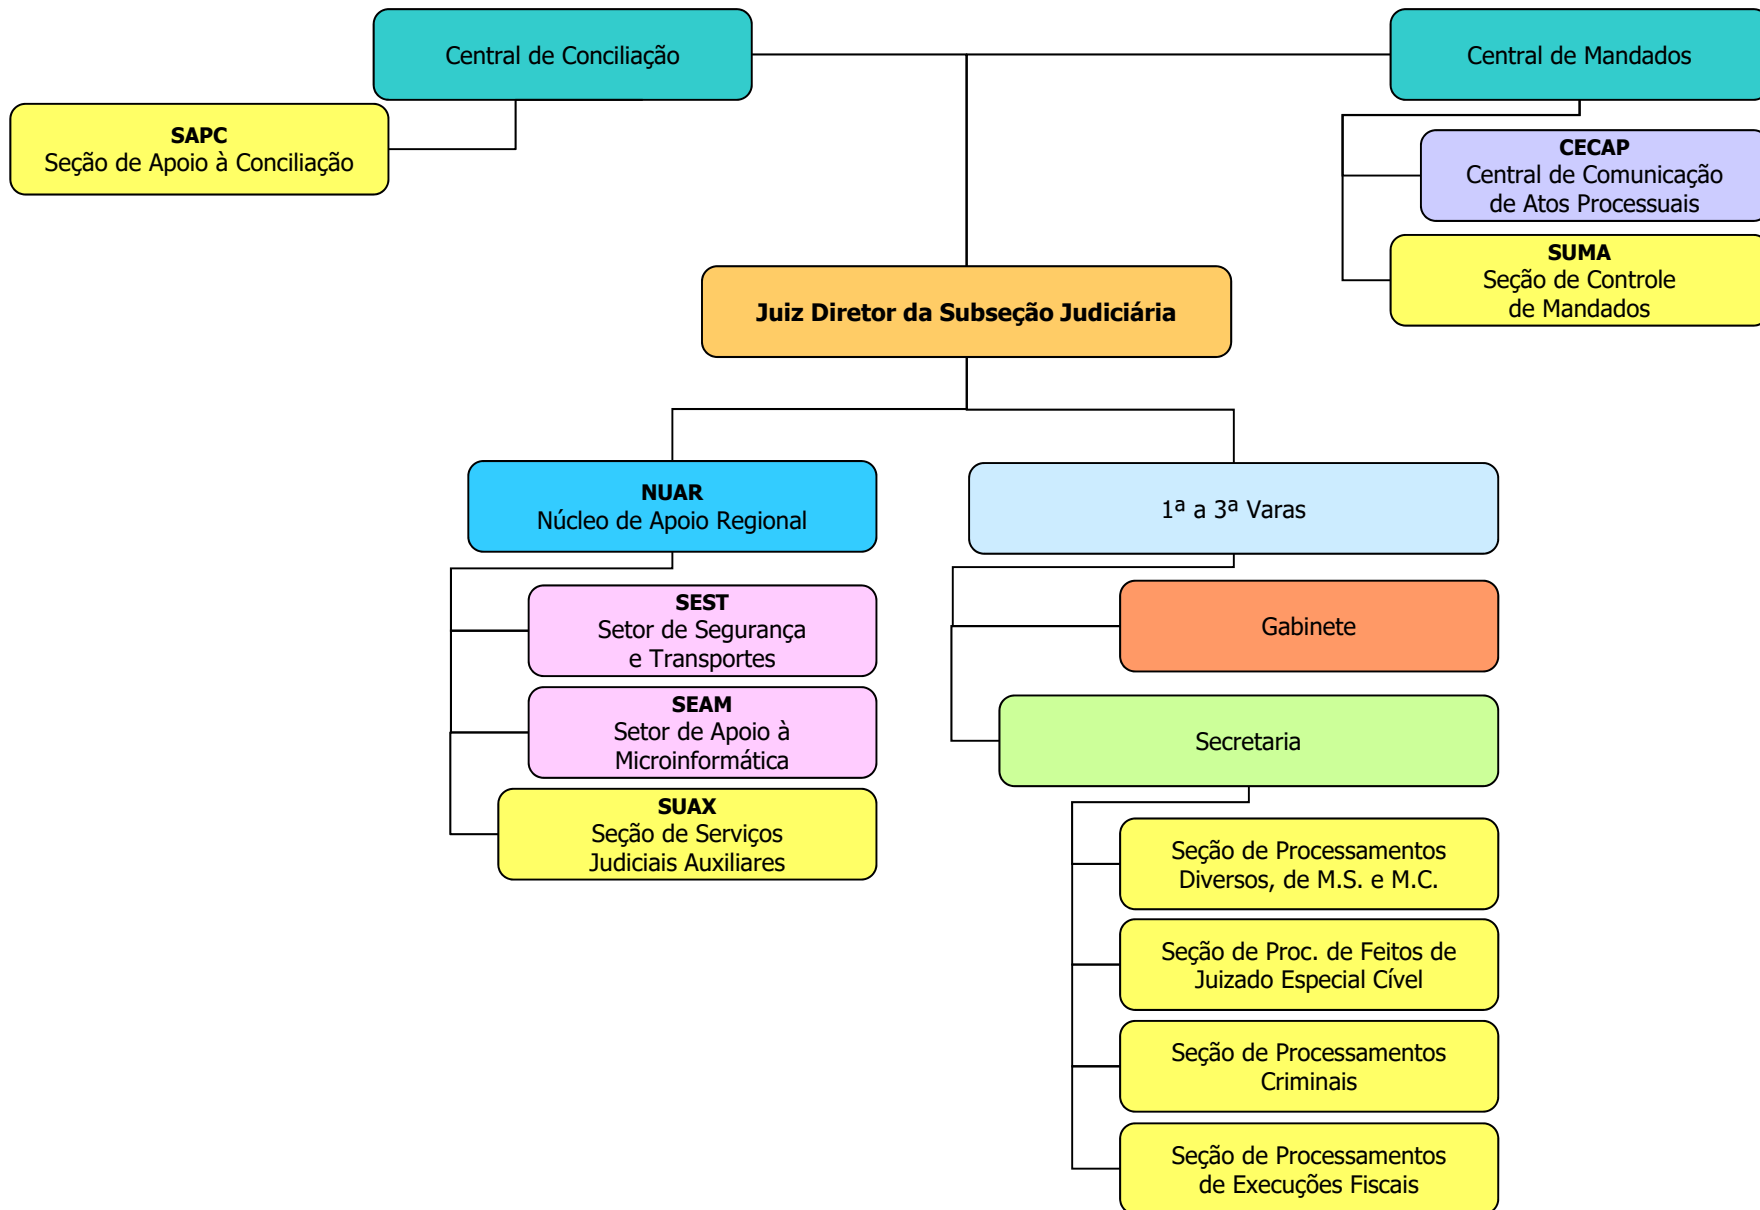 Central de Conciliação
Central de Mandados
SAPC
Seção de Apoio à Conciliação
CECAP
Central de Comunicação
de Atos Processuais
SUMA
Seção de Controle
de Mandados
Juiz Diretor da Subseção Judiciária
NUAR
Núcleo de Apoio Regional
1ª a 3ª Varas
SEST
Setor de Segurança
e Transportes
SEAM
Setor de Apoio à
Microinformática
SUAX
Seção de Serviços
Judiciais Auxiliares
Gabinete
Secretaria
Seção de Processamentos
Diversos, de M.S. e M.C.
Seção de Proc. de Feitos de
Juizado Especial Cível
Seção de Processamentos
Criminais
Seção de Processamentos
de Execuções Fiscais